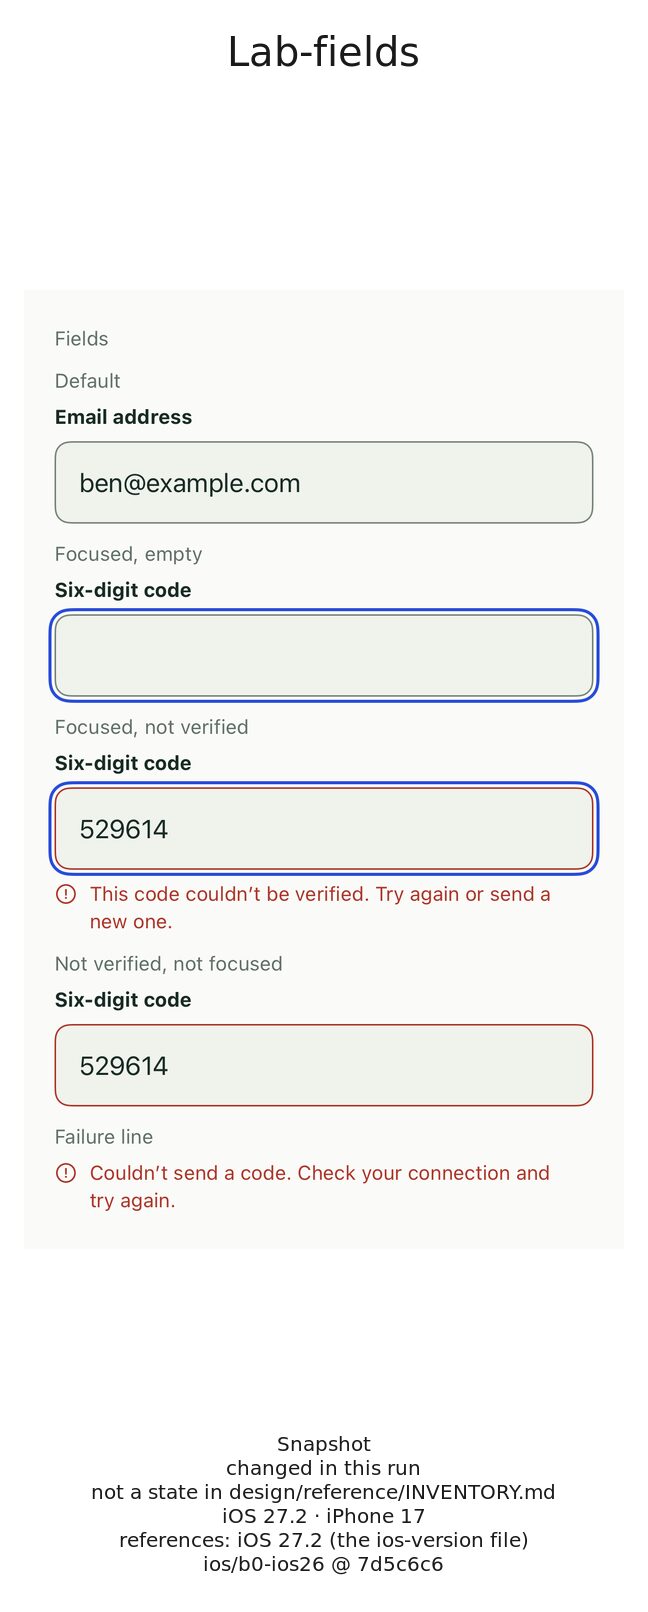 Lab-fields
Fields
Default
Email address
ben@example.com
Focused, empty
Six-digit code
Focused, not verified
Six-digit code
529614
This code couldn’t be verified. Try again or send a
new one.
Not verified, not focused
Six-digit code
529614
Failure line
Couldn’t send a code. Check your connection and
try again.
Snapshot
changed in this run
not a state in design/reference/INVENTORY.md
iOS 27.2 · iPhone 17
references: iOS 27.2 (the ios-version file)
ios/b0-ios26 @ 7d5c6c6